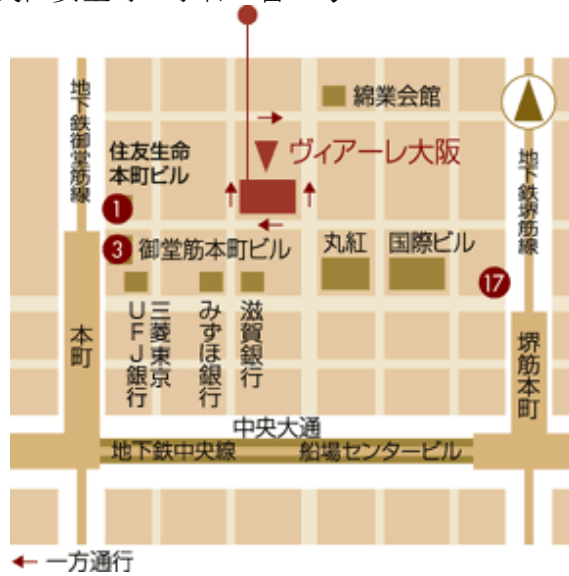 綿業会館
地下鉄御堂筋線
住友生命
本町ビル
ヴィアーレ大阪
地下鉄堺筋線
1
3
御堂筋本町ビル
丸紅
国際ビル
17
本町
三菱東京
UFJ銀行
みずほ銀行
滋賀銀行
堺筋本町
中央大通
地下鉄中央線
船場センタービル
← 一方通行